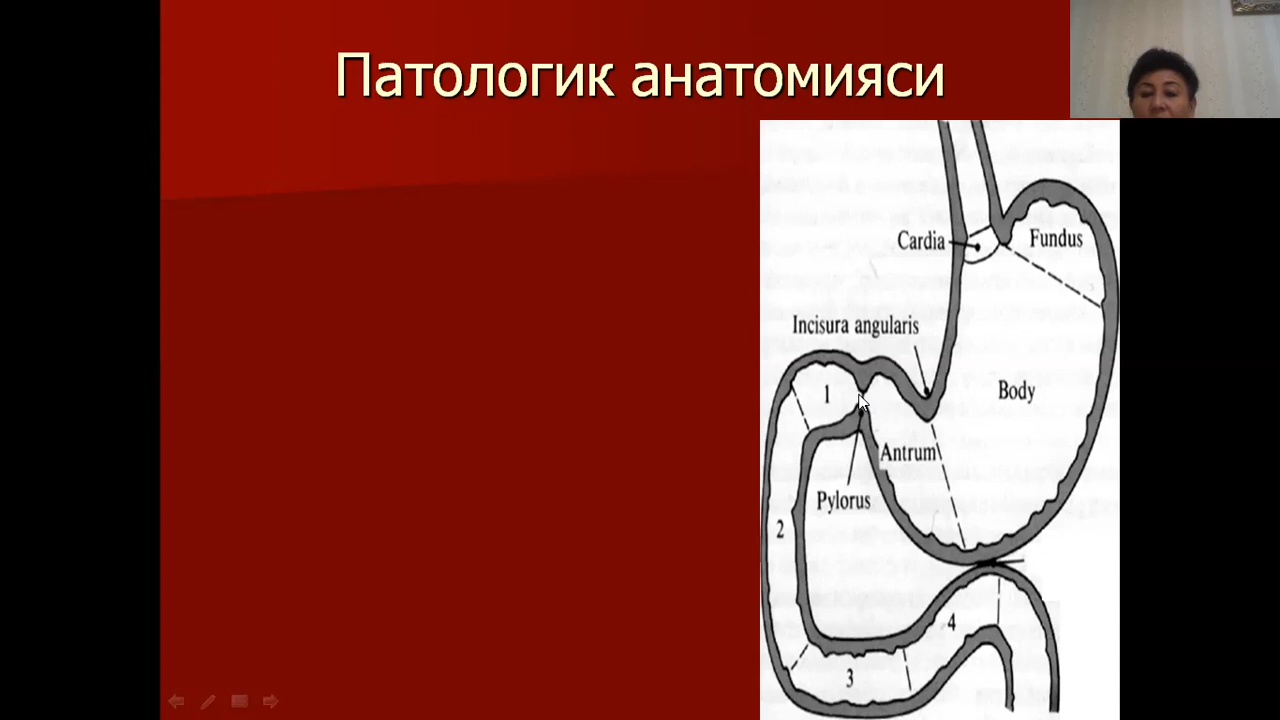 Патологик анатомияси
Cardia
Fundus
Incisura angularis
1
Body
Antrum
Pylorus
2
4
3